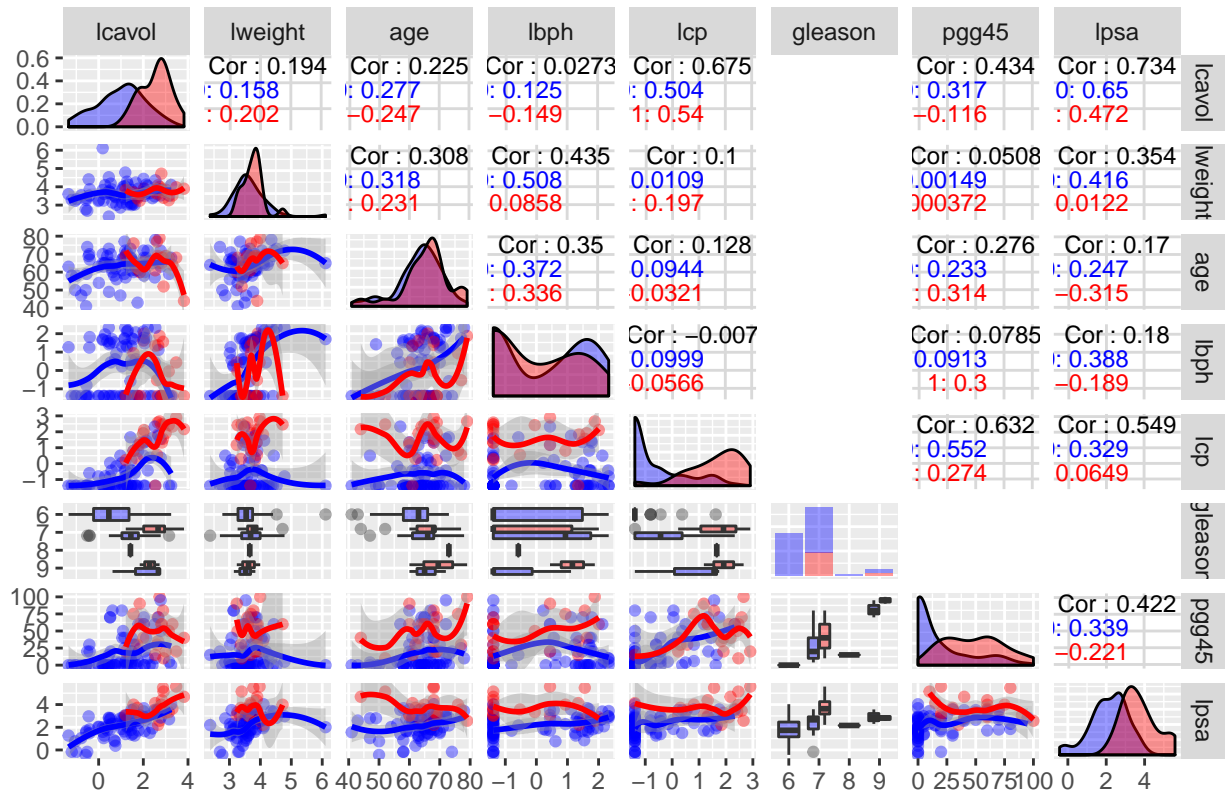 lcavol lweight age lbph lcp gleason pgg45 lpsa
0.6
0.4
0.2
0.0
Cor : 0.194
0.158
: 0.202
Cor : 0.225
: 0.277
−0.247
Cor : 0.0273
: 0.125
−0.149
Cor : 0.675
: 0.504
1: 0.54
Cor : 0.434
: 0.317
−0.116
Cor : 0.734
0: 0.65
: 0.472
lcavol
6
5
4
3
Cor : 0.308
: 0.318
: 0.231
Cor : 0.435
: 0.508
0.0858
Cor : 0.1
0.0109
: 0.197
Cor : 0.0508
.00149
000372
Cor : 0.354
: 0.416
0.0122
lweight
80
70
60
50
40
Cor : 0.35
: 0.372
: 0.336
Cor : 0.128
0.0944
0.0321
Cor : 0.276
: 0.233
: 0.314
Cor : 0.17
: 0.247
−0.315
age
2
1
0
−1
Cor : −0.007
0.0999
0.0566
Cor : 0.0785
0.0913
1: 0.3
Cor : 0.18
: 0.388
−0.189
lbph
3
2
1
0
−1
Cor : 0.632
: 0.552
: 0.274
Cor : 0.549
: 0.329
0.0649
lcp
6
7
8
9
gleason
100
75
50
25
0
Cor : 0.422
: 0.339
−0.221
pgg45
4
2
0
lpsa
0 2 4 3 4 5 6 40 50 60 70 80 −1 0 1 2 −1 0 1 2 3 6 7 8 9 0 25 50 75 100 0 2 4